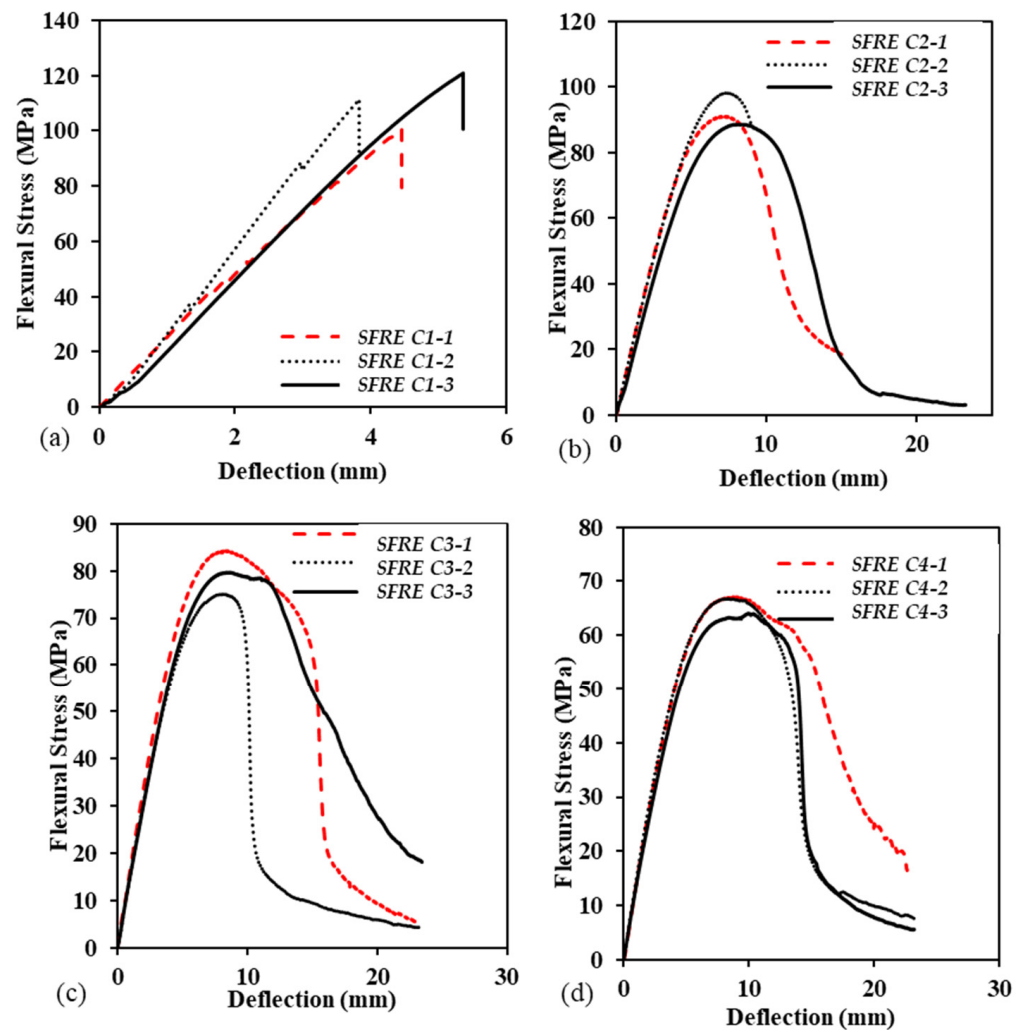 140
120
100
80
60
40
20
0
0
2
4
6
Flexural Stress (MPa)
Deflection (mm)
SFRE C1-1
SFRE C1-2
SFRE C1-3
(a)
120
100
80
60
40
20
0
0
10
20
Flexural Stress (MPa)
Deflection (mm)
SFRE C2-1
SFRE C2-2
SFRE C2-3
(b)
90
80
70
60
50
40
30
20
10
0
0
10
20
30
Flexural Stress (MPa)
Deflection (mm)
SFRE C3-1
SFRE C3-2
SFRE C3-3
(c)
80
70
60
50
40
30
20
10
0
0
10
20
30
Flexural Stress (MPa)
Deflection (mm)
SFRE C4-1
SFRE C4-2
SFRE C4-3
(d)